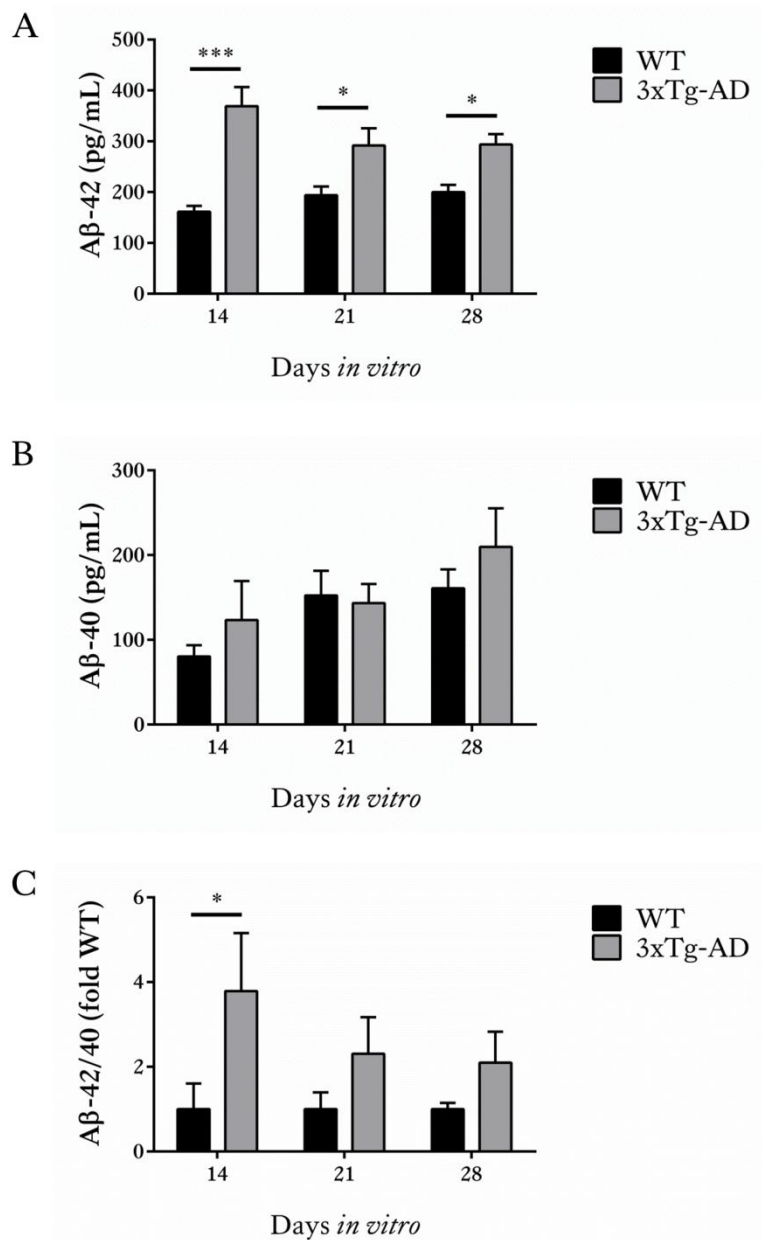 A
500
400
300
200
100
0
Aβ-42 (pg/mL)
***
*
*
WT
3xTg-AD
14 21 28
Days in vitro
B
300
200
100
0
Aβ-40 (pg/mL)
WT
3xTg-AD
14 21 28
Days in vitro
C
6
4
2
0
Aβ-42/40 (fold WT)
*
WT
3xTg-AD
14 21 28
Days in vitro